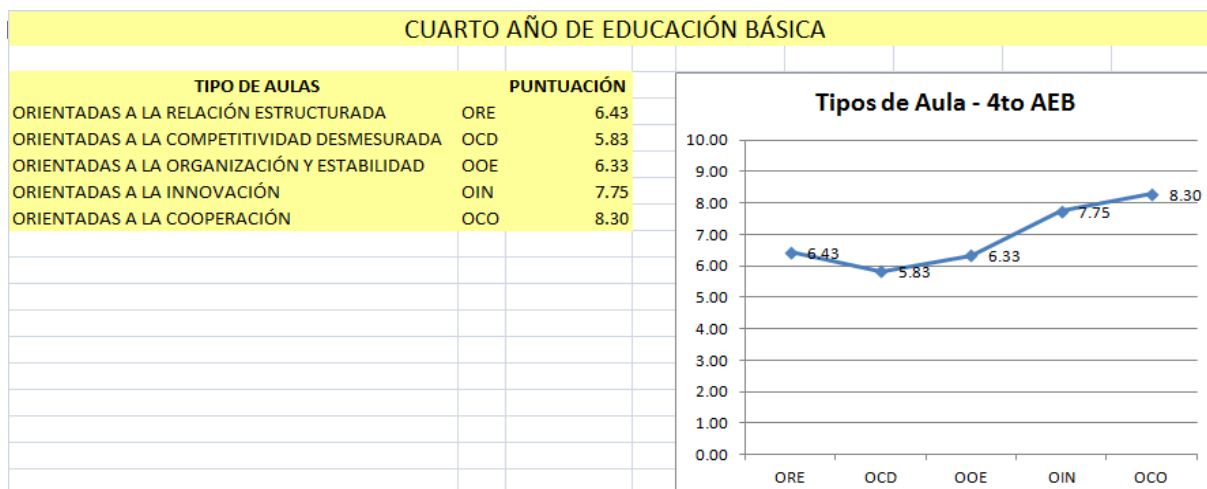 CUARTO AÑO DE EDUCACIÓN BÁSICA
TIPO DE AULAS PUNTUACIÓN
ORIENTADAS A LA RELACIÓN ESTRUCTURADA ORE 6.43
ORIENTADAS A LA COMPETITIVIDAD DESMESURADA OCD 5.83
ORIENTADAS A LA ORGANIZACIÓN Y ESTABILIDAD OOE 6.33
ORIENTADAS A LA INNOVACIÓN OIN 7.75
ORIENTADAS A LA COOPERACIÓN OCO 8.30
Tipos de Aula - 4to AEB
10.00
9.00
8.00
7.00
6.00
5.00
4.00
3.00
2.00
1.00
0.00
6.43
5.83
6.33
7.75
8.30
ORE OCD OOE OIN OCO